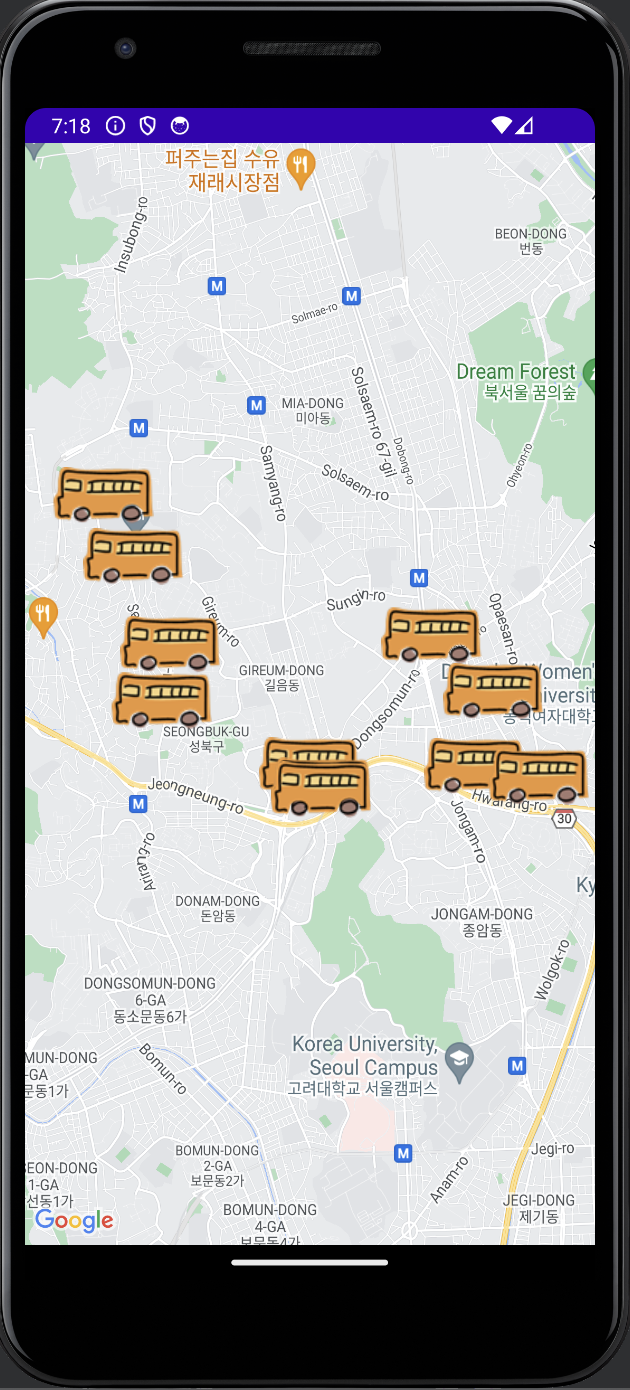 7:18
퍼주는집 수유
재래시장점
Insubong-ro
BEON-DONG
번동
M
M
Solmae-ro
Dream Forest
북서울 꿈의숲
Solsaem-ro 67-gil
M
MIA-DONG
미아동
M
Dobong-ro
Ohyeon-ro
Samyang-ro
Solsaem-ro
M
Sungin-ro
Opaesan-ro
Gireum-ro
GIREUM-DONG
길음동
Women'
iversity
동덕여자대학교
Dongsomun-ro
SEONGBUK-GU
성북구
Jeongneung-ro
M
Hwarang-ro
30
Jongam-ro
Arirang-ro
Ky
DONAM-DONG
돈암동
JONGAM-DONG
종암동
Wolgok-ro
DONGSOMUN-DONG
6-GA
동소문동6가
Korea University,
Seoul Campus
고려대학교 서울캠퍼스
MUN-DONG
-GA
문동1가
Bomun-ro
M
BOMUN-DONG
2-GA
보문동2가
M
Jegi-ro
Anam-ro
EON-DONG
1-GA
선동1가
JEGI-DONG
제기동
BOMUN-DONG
4-GA
보문동4가
Google